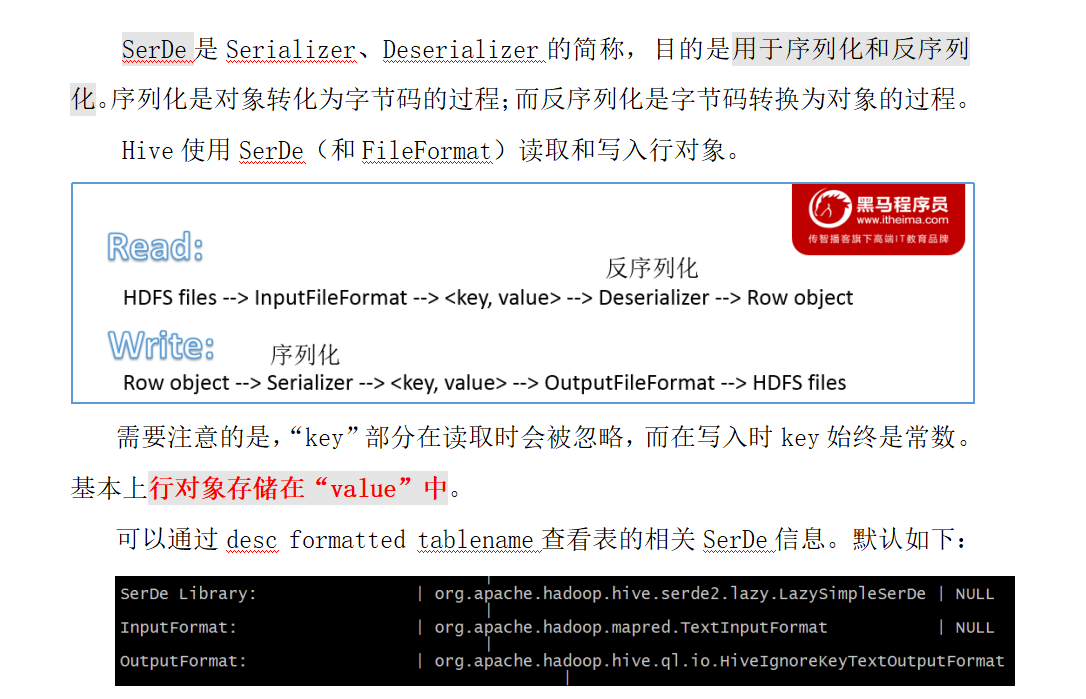 SerDe 是 Serializer、Deserializer 的简称，目的是用于序列化和反序列
化。序列化是对象转化为字节码的过程；而反序列化是字节码转换为对象的过程。
Hive 使用 SerDe（和 FileFormat）读取和写入行对象。
黑马程序员
www.itheima.com
传智播客旗下高端IT教育品牌
Read:
反序列化
HDFS files --> InputFileFormat --> <key, value> --> Deserializer --> Row object
Write:
序列化
Row object --> Serializer --> <key, value> --> OutputFileFormat --> HDFS files
需要注意的是，“key”部分在读取时会被忽略，而在写入时 key 始终是常数。
基本上行对象存储在“value”中。
可以通过 desc formatted tablename 查看表的相关 SerDe 信息。默认如下：
SerDe Library: | org.apache.hadoop.hive.serde2.lazy.LazySimpleSerDe | NULL
InputFormat: | org.apache.hadoop.mapred.TextInputFormat | NULL
OutputFormat: | org.apache.hadoop.hive.ql.io.HiveIgnoreKeyTextOutputFormat